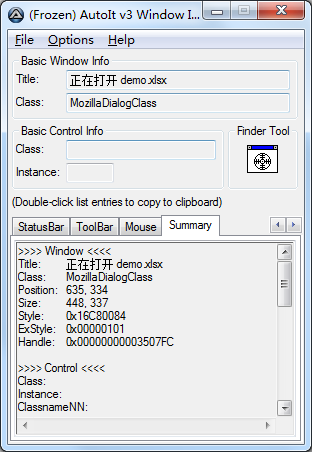 (Frozen) AutoIt v3 Window I...
File Options Help
Basic Window Info
Title: 正在打开 demo.xlsx
Class: MozillaDialogClass
Basic Control Info
Finder Tool
Class:
Instance:
(Double-click list entries to copy to clipboard)
StatusBar ToolBar Mouse Summary
>>>> Window <<<<
Title: 正在打开 demo.xlsx
Class: MozillaDialogClass
Position: 635, 334
Size: 448, 337
Style: 0x16C80084
ExStyle: 0x00000101
Handle: 0x00000000003507FC
>>>> Control <<<<
Class:
Instance:
ClassnameNN: